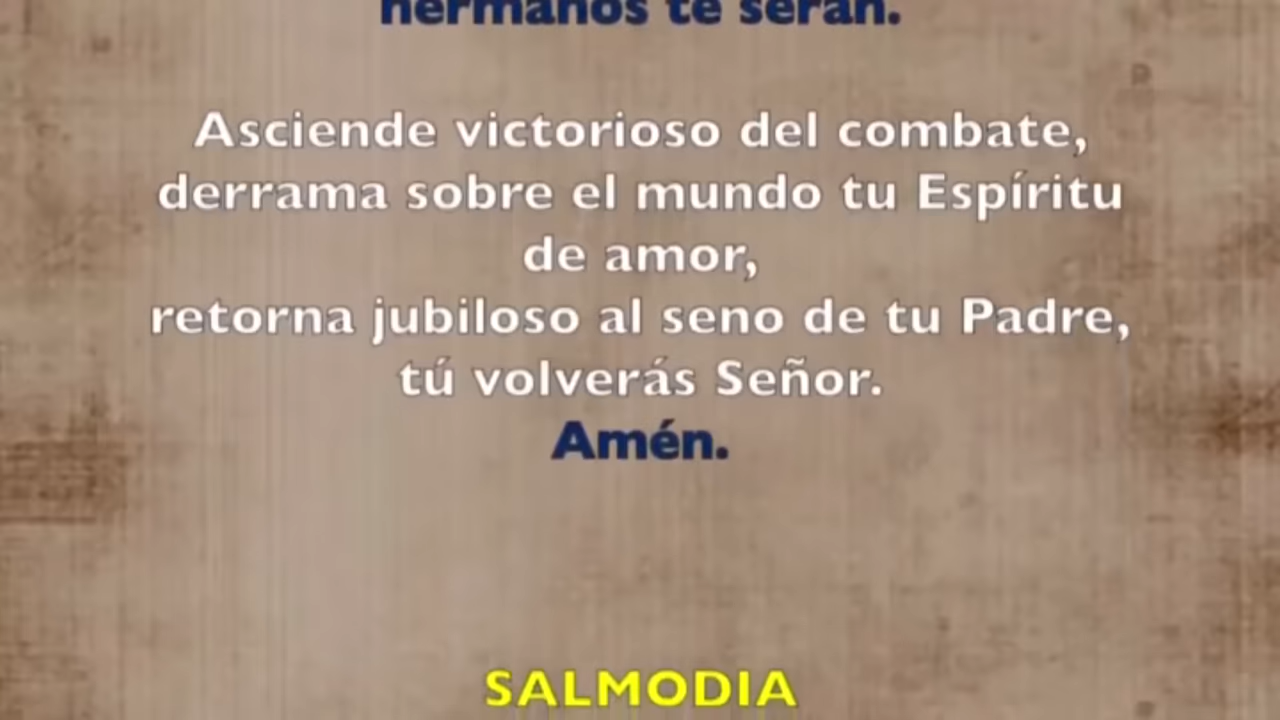 hermanos te serán.
Asciende victorioso del combate,
derrama sobre el mundo tu Espíritu
de amor,
retorna jubiloso al seno de tu Padre,
tú volverás Señor.
Amén.
SALMODIA